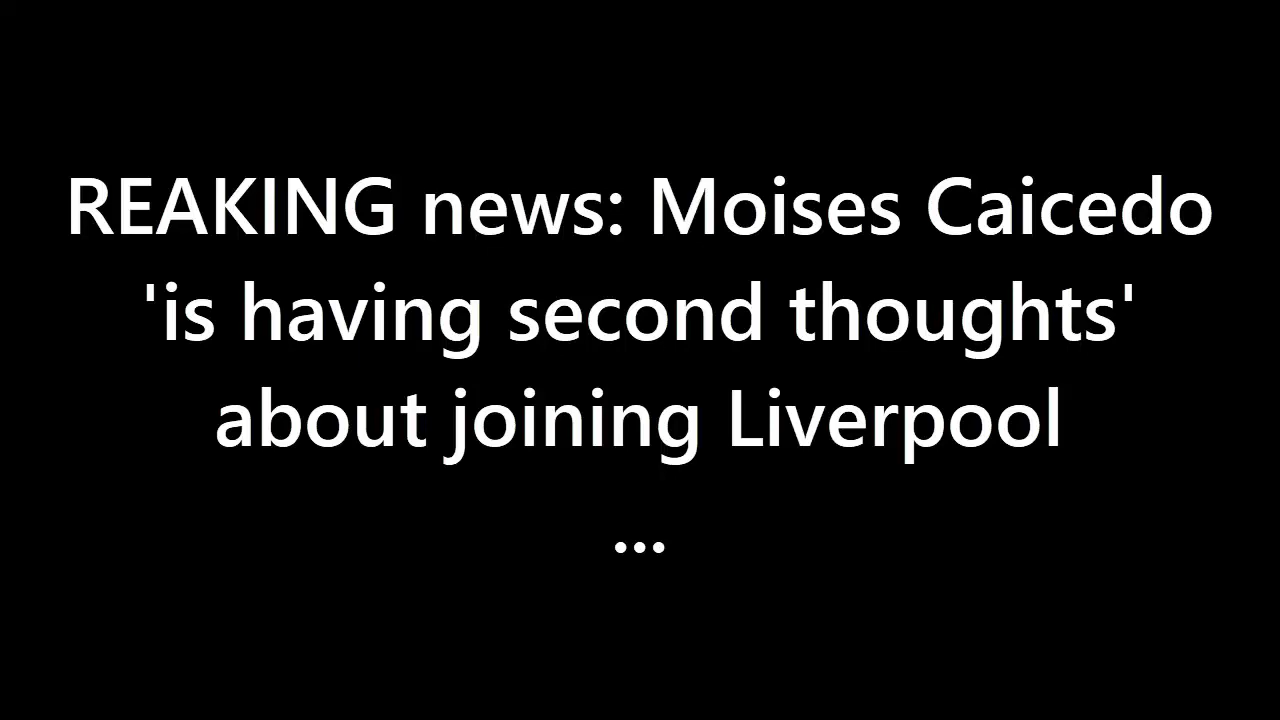 REAKING news: Moises Caicedo
'is having second thoughts'
about joining Liverpool
...